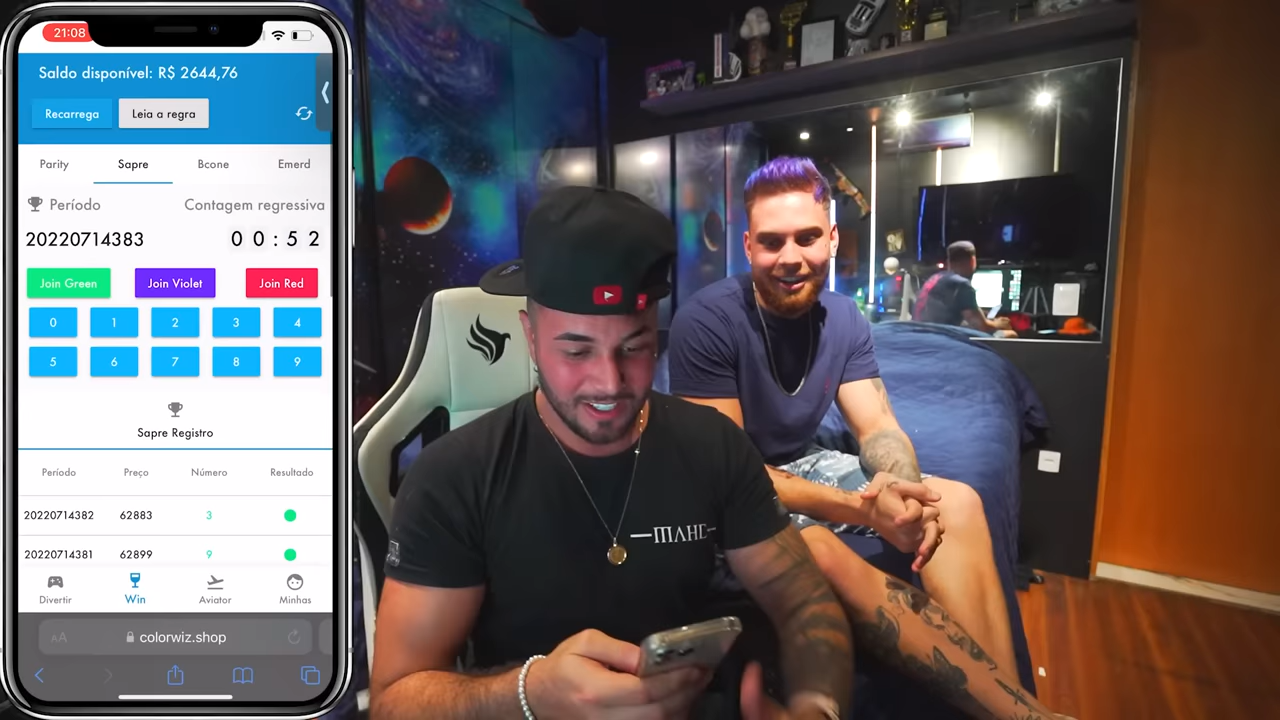 21:08
Saldo disponível: R$ 2644,76
Recarrega
Leia a regra
Parity
Sapre
Bcone
Emerd
Período
Contagem regressiva
20220714383
00:52
Join Green
Join Violet
Join Red
0
1
2
3
4
5
6
7
8
9
Sapre Registro
Período
Preço
Número
Resultado
20220714382
62883
3
20220714381
62899
9
Divertir
Win
Aviator
Minhas
AA
colorwiz.shop